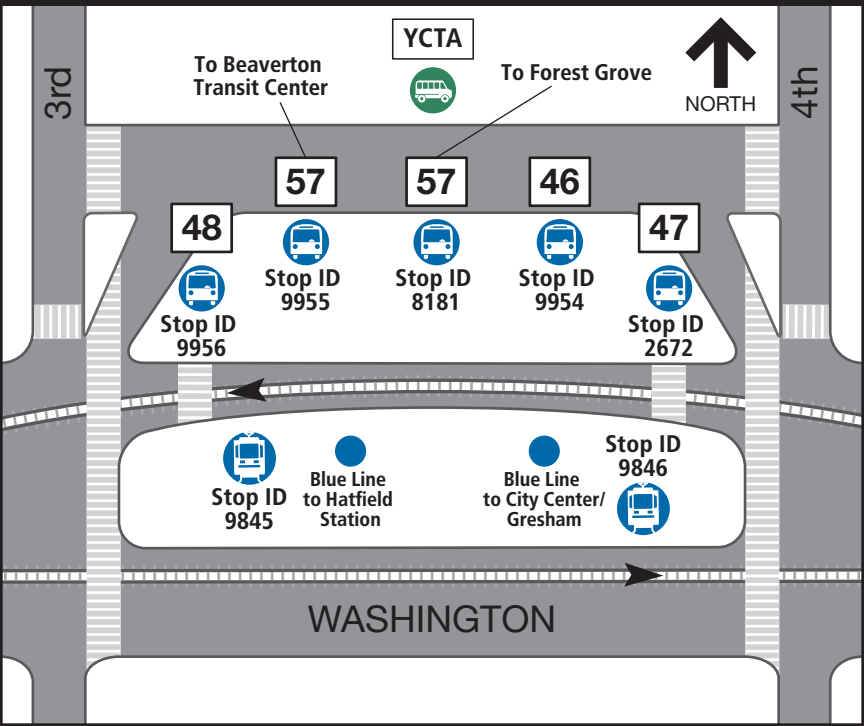 YCTA
NORTH
3rd
4th
To Beaverton
Transit Center
To Forest Grove
57
57
46
48
47
Stop ID
9955
Stop ID
8181
Stop ID
9954
Stop ID
9956
Stop ID
2672
Stop ID
9845
Blue Line
to Hatfield
Station
Blue Line
to City Center/
Gresham
Stop ID
9846
WASHINGTON